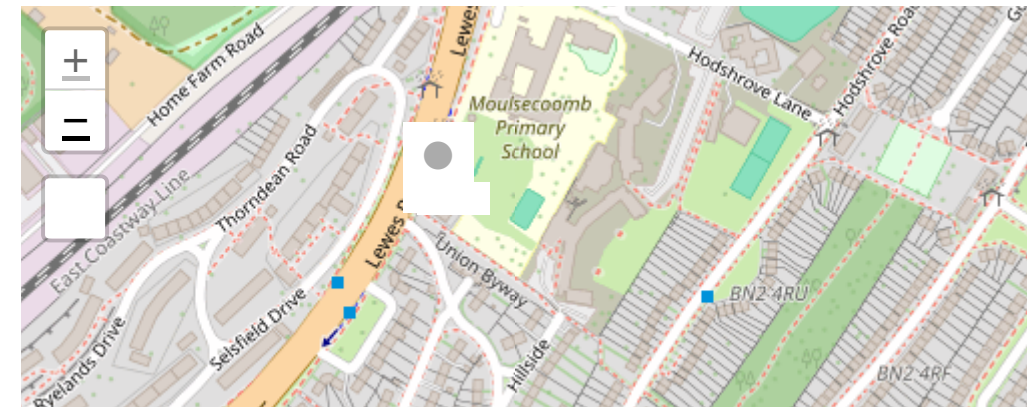 Lewes
Home Farm Road
Hodshrove Road
Hodshrove Lane
Moulsecoomb
Primary
School
Thorndean Road
East Coastway Line
Lewes
Union Byway
BN2 4RU
Selsfield Drive
Ryelands Drive
Hillside
BN2 4RF